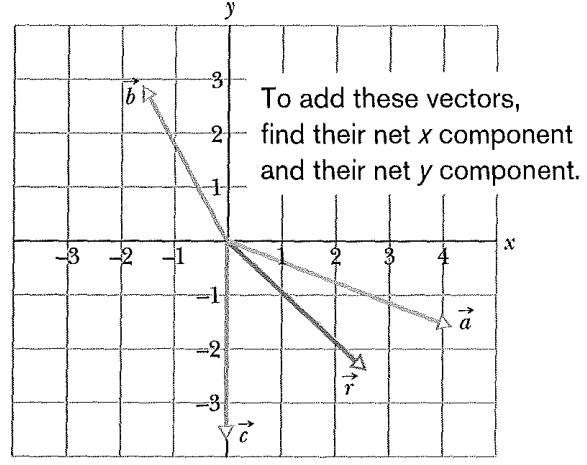 y
3
To add these vectors,
b
find their net x component
2
and their net y component.
1
x
–3
–2
–1
1
2
3
4
–1
a
–2
r
–3
c